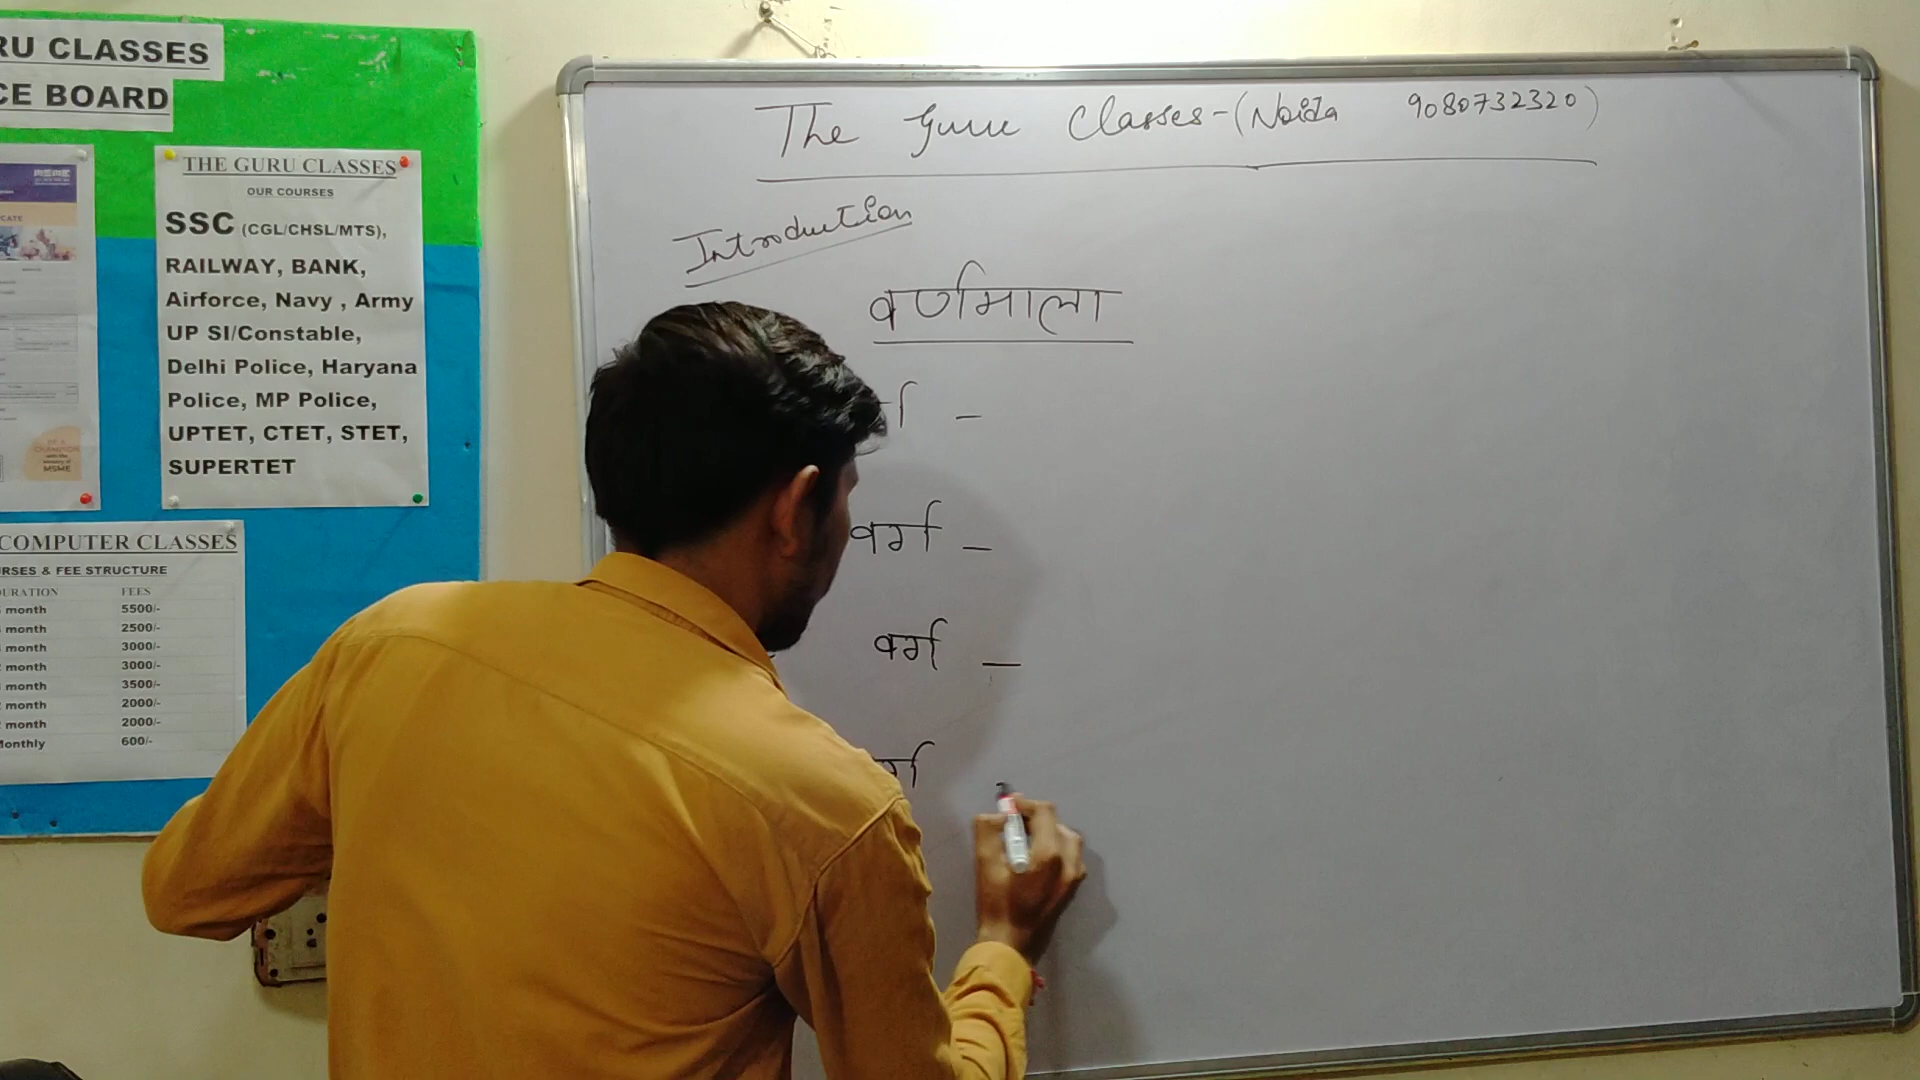 RU CLASSES
CE BOARD
THE GURU CLASSES
OUR COURSES
SSC (CGL/CHSL/MTS),
RAILWAY, BANK,
Airforce, Navy , Army
UP SI/Constable,
Delhi Police, Haryana
Police, MP Police,
UPTET, CTET, STET,
SUPERTET
COMPUTER CLASSES
RSES & FEE STRUCTURE
DURATION FEES
month 5500/-
month 2500/-
month 3000/-
month 3000/-
month 3500/-
month 2000/-
month 2000/-
Monthly 600/-
The Guru Classes-(Noida 9080732320)
Introduction
वर्णमाला
वर्ग -
वर्ग -